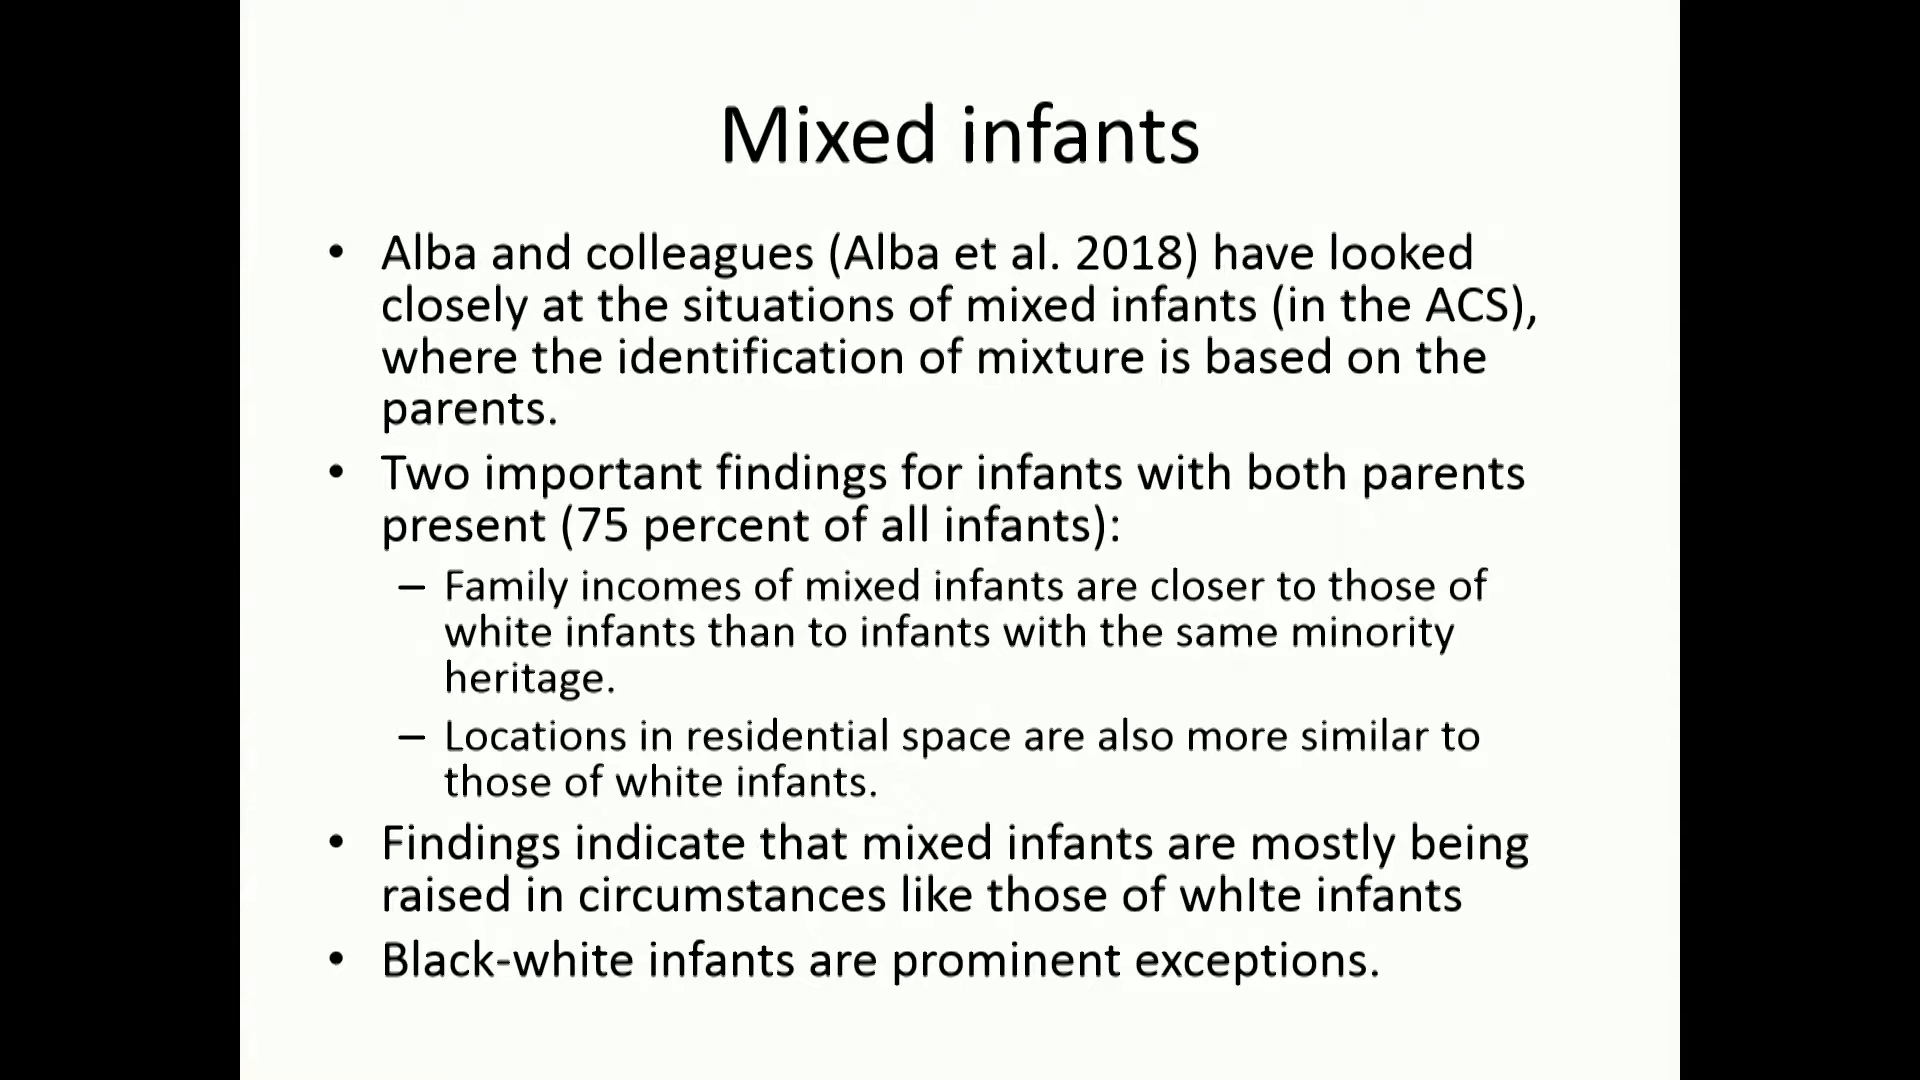 Mixed infants
• Alba and colleagues (Alba et al. 2018) have looked
closely at the situations of mixed infants (in the ACS),
where the identification of mixture is based on the
parents.
• Two important findings for infants with both parents
present (75 percent of all infants):
– Family incomes of mixed infants are closer to those of
white infants than to infants with the same minority
heritage.
– Locations in residential space are also more similar to
those of white infants.
• Findings indicate that mixed infants are mostly being
raised in circumstances like those of whIte infants
• Black-white infants are prominent exceptions.